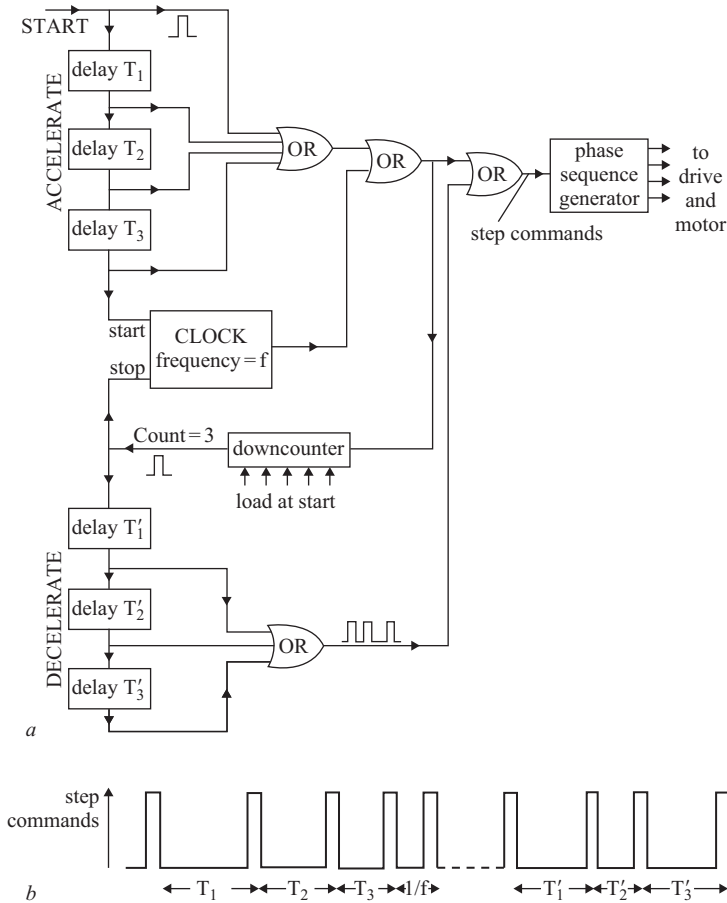 START
delay T₁
ACCELERATE
delay T₂
delay T₃
OR
OR
OR
phase
sequence
generator
to
drive
and
motor
step commands
start
CLOCK
frequency = f
stop
Count = 3
downcounter
load at start
delay T′₁
DECELERATE
delay T′₂
delay T′₃
OR
a
step
commands
b
T₁ T₂ T₃ 1/f T′₁ T′₂ T′₃